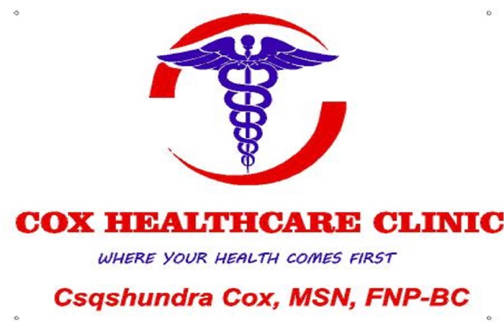 COX HEALTHCARE CLINIC
WHERE YOUR HEALTH COMES FIRST
Csqshundra Cox, MSN, FNP-BC